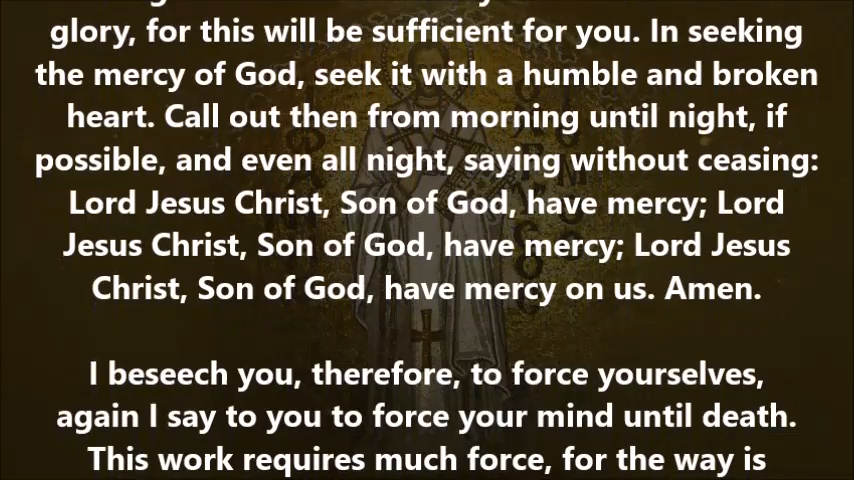 glory, for this will be sufficient for you. In seeking
the mercy of God, seek it with a humble and broken
heart. Call out then from morning until night, if
possible, and even all night, saying without ceasing:
Lord Jesus Christ, Son of God, have mercy; Lord
Jesus Christ, Son of God, have mercy; Lord Jesus
Christ, Son of God, have mercy on us. Amen.
I beseech you, therefore, to force yourselves,
again I say to you to force your mind until death.
This work requires much force, for the way is